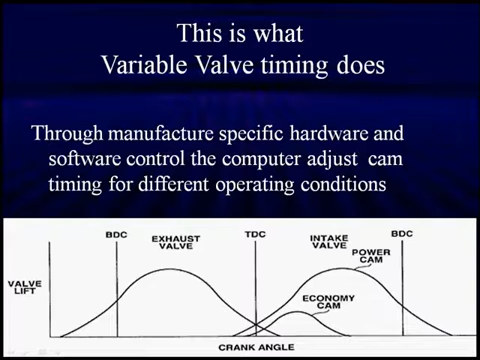 This is what
Variable Valve timing does
Through manufacture specific hardware and
software control the computer adjust cam
timing for different operating conditions
BDC
EXHAUST
VALVE
TDC
INTAKE
VALVE
BDC
POWER
CAM
VALVE
LIFT
ECONOMY
CAM
CRANK ANGLE